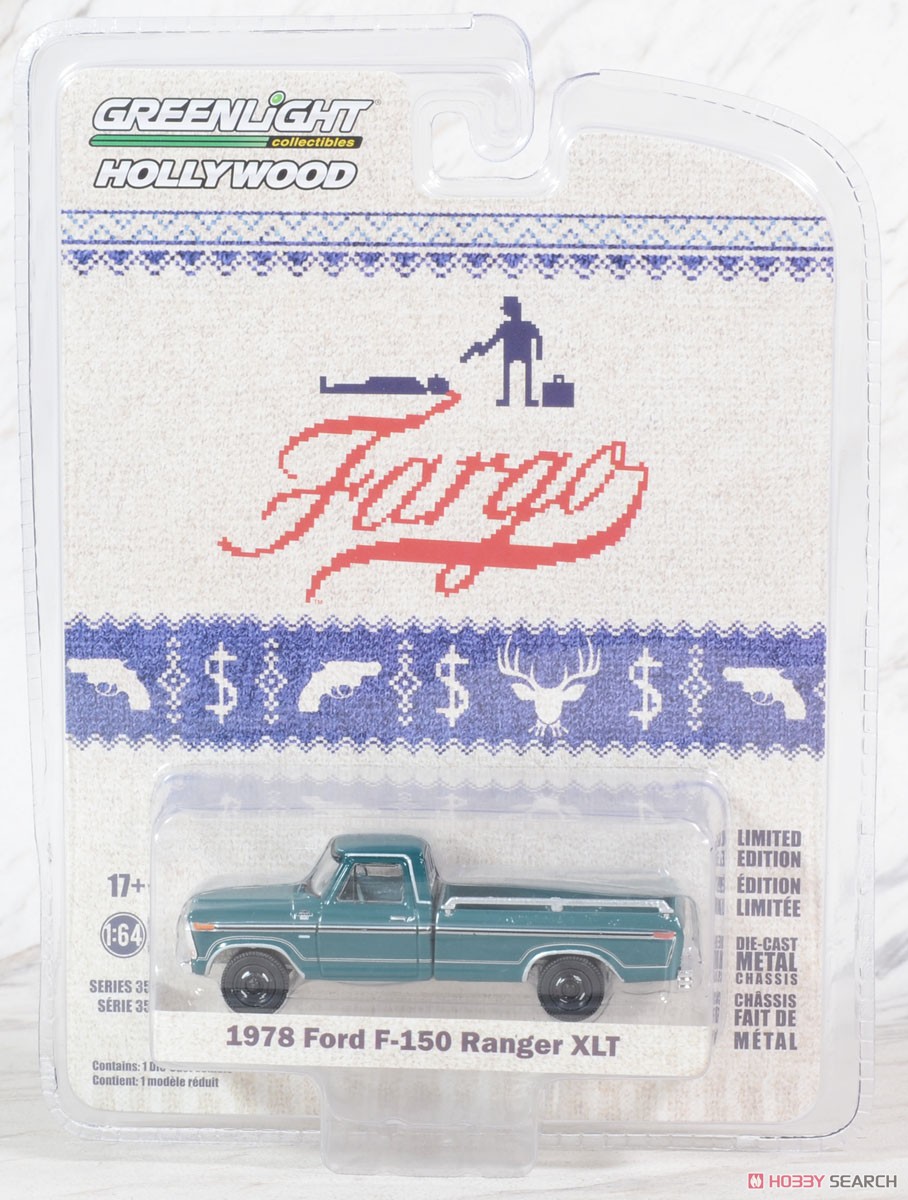 GREENLIGHT
collectibles
HOLLYWOOD
Fargo
TM
$ $ $
17+
1:64
SERIES 35
SÉRIE 35
Contains: 1
Contient: 1 modèle réduit
LIMITED
EDITION
ÉDITION
LIMITÉE
DIE-CAST
METAL
CHASSIS
CHÂSSIS
FAIT DE
MÉTAL
1978 Ford F-150 Ranger XLT
HOBBY SEARCH